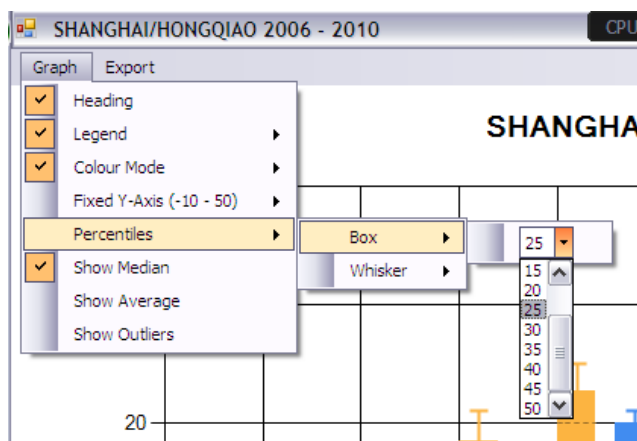 SHANGHAI/HONGQIAO 2006 - 2010
CPU
Graph Export
Heading
SHANGHA
Legend
Colour Mode
Fixed Y-Axis (-10 - 50)
Percentiles
Box
25
Show Median
Whisker
15
20
25
30
35
40
45
50
Show Average
Show Outliers
20